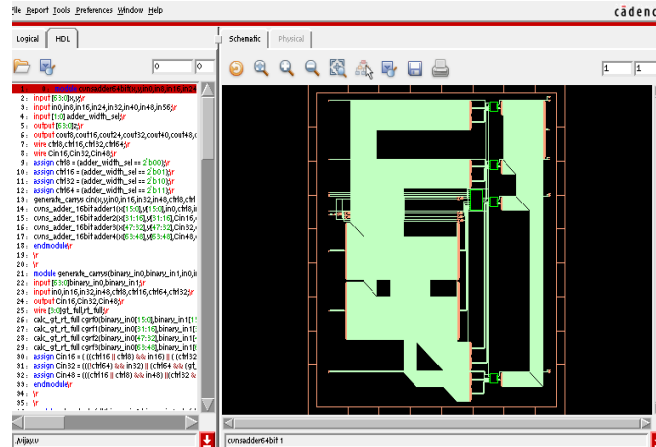 File Report Tools Preferences Window Help
cādenc
Logical HDL
Schematic Physical
0 0
1 1
1:
2: input [63:0]x,y;\r
3: input in0,in8,in16,in24,in32,in40,in48,in56;\r
4: input [1:0] adder_width_sel;\r
5: output [63:0]z;\r
6: output cout8,cout16,cout24,cout32,cout40,cout48,c
7: wire ctrl8,ctrl16,ctrl32,ctrl64;\r
8: wire Cin16,Cin32,Cin48;\r
9: assign ctrl8 = (adder_width_sel == 2'b00);\r
10: assign ctrl16 = (adder_width_sel == 2'b01);\r
11: assign ctrl32 = (adder_width_sel == 2'b10);\r
12: assign ctrl64 = (adder_width_sel == 2'b11);\r
13: generate_carrys cin(x,y,in0,in16,in32,in48,ctrl8,ctrl
14: cvns_adder_16bit adder1(x[15:0],y[15:0],in0,ctrl8,i
15: cvns_adder_16bit adder2(x[31:16],y[31:16],Cin16,c
16: cvns_adder_16bit adder3(x[47:32],y[47:32],Cin32,c
17: cvns_adder_16bit adder4(x[63:48],y[63:48],Cin48,c
18: endmodule\r
19: \r
20: \r
21: module generate_carrys(binary_in0,binary_in1,in0,i
22: input [63:0]binary_in0,binary_in1;\r
23: input in0,in16,in32,in48,ctrl8,ctrl16,ctrl64,ctrl32;\r
24: output Cin16,Cin32,Cin48;\r
25: wire [3:0]gt_full,rt_full;\r
26: calc_gt_rt_full cgrf0(binary_in0[15:0],binary_in1[15
27: calc_gt_rt_full cgrf1(binary_in0[31:16],binary_in1[3
28: calc_gt_rt_full cgrf2(binary_in0[47:32],binary_in1[4
29: calc_gt_rt_full cgrf3(binary_in0[63:48],binary_in1[6
30: assign Cin16 = ( ((ctrl16 || ctrl8) && in16) || ((ctrl32
31: assign Cin32 = (((!ctrl64) && in32) || (ctrl64 && (gt_
32: assign Cin48 = (((ctrl16 || ctrl8) && in48) ||(ctrl32 &
33: endmodule\r
34: \r
35: \r
./vijay.v
cvnsadder64bit 1